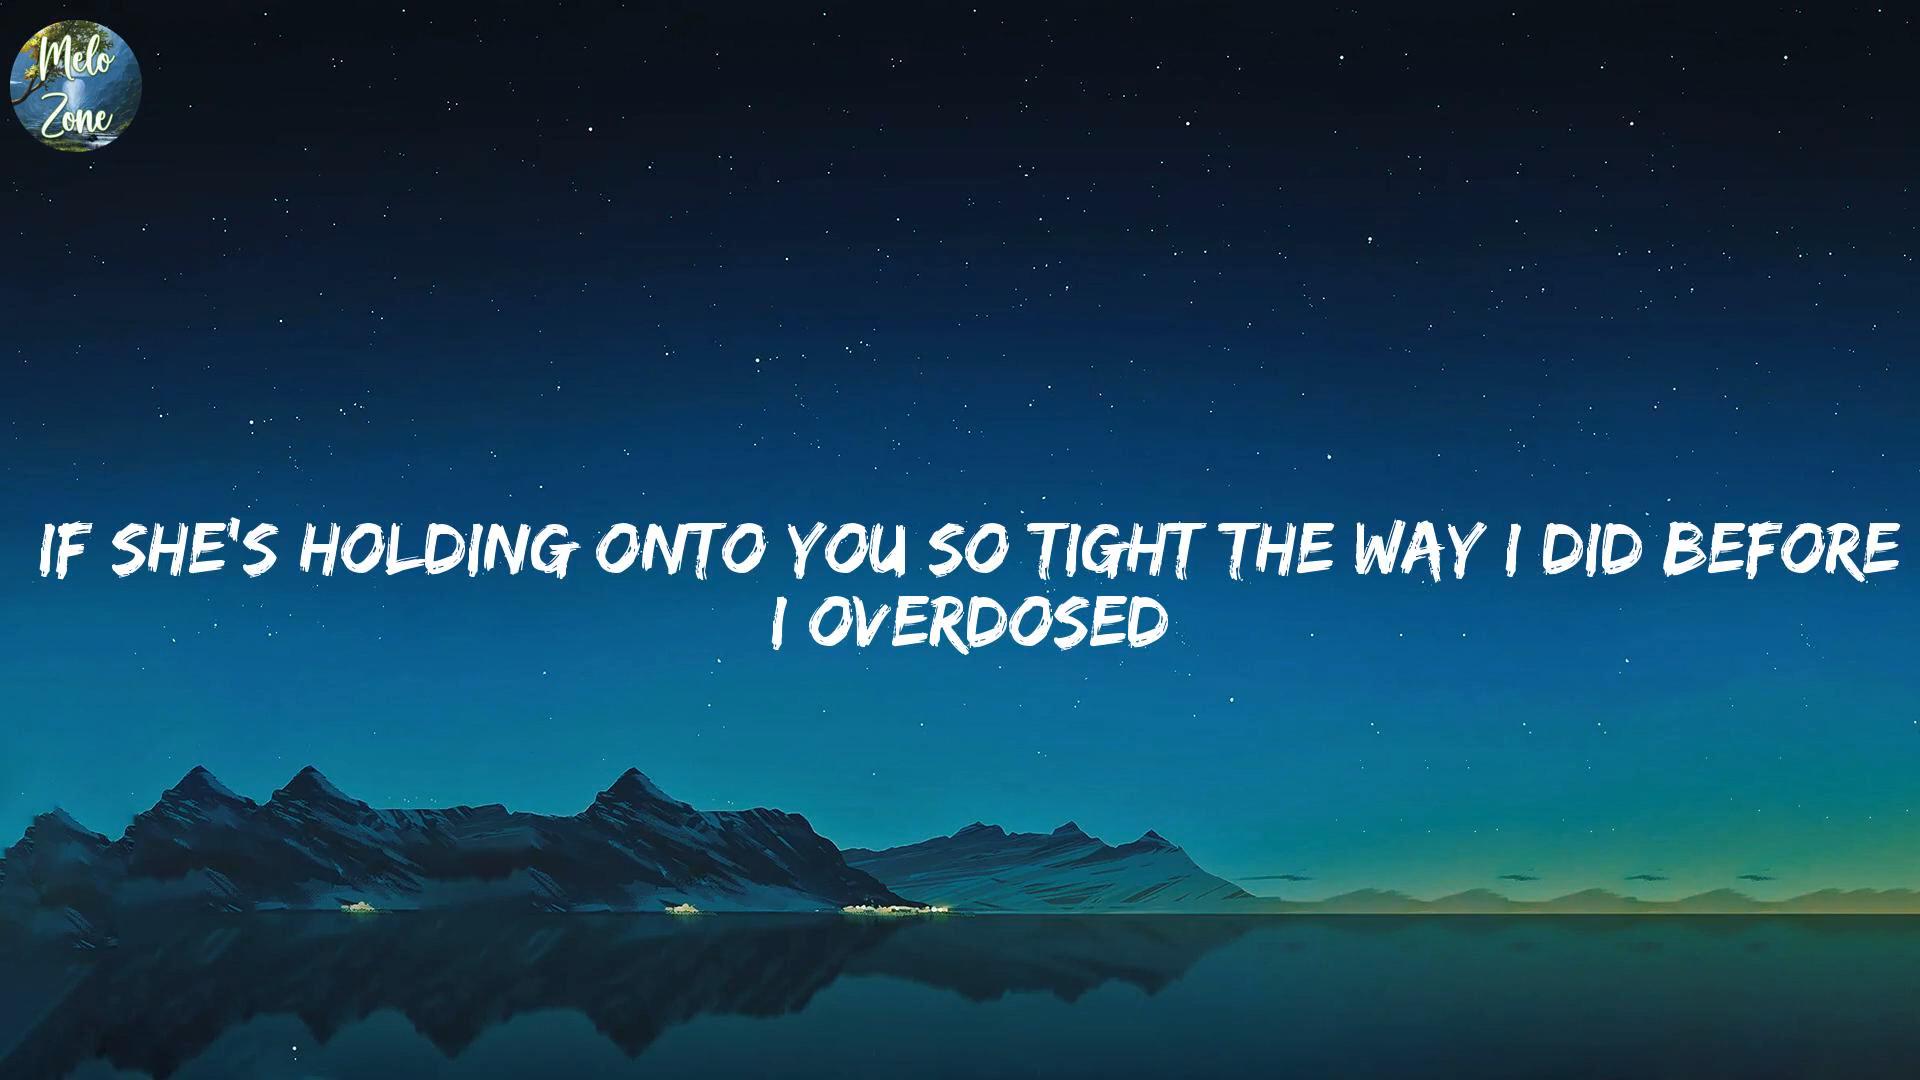 Melo
Zone
IF SHE'S HOLDING ONTO YOU SO TIGHT THE WAY I DID BEFORE
I OVERDOSED